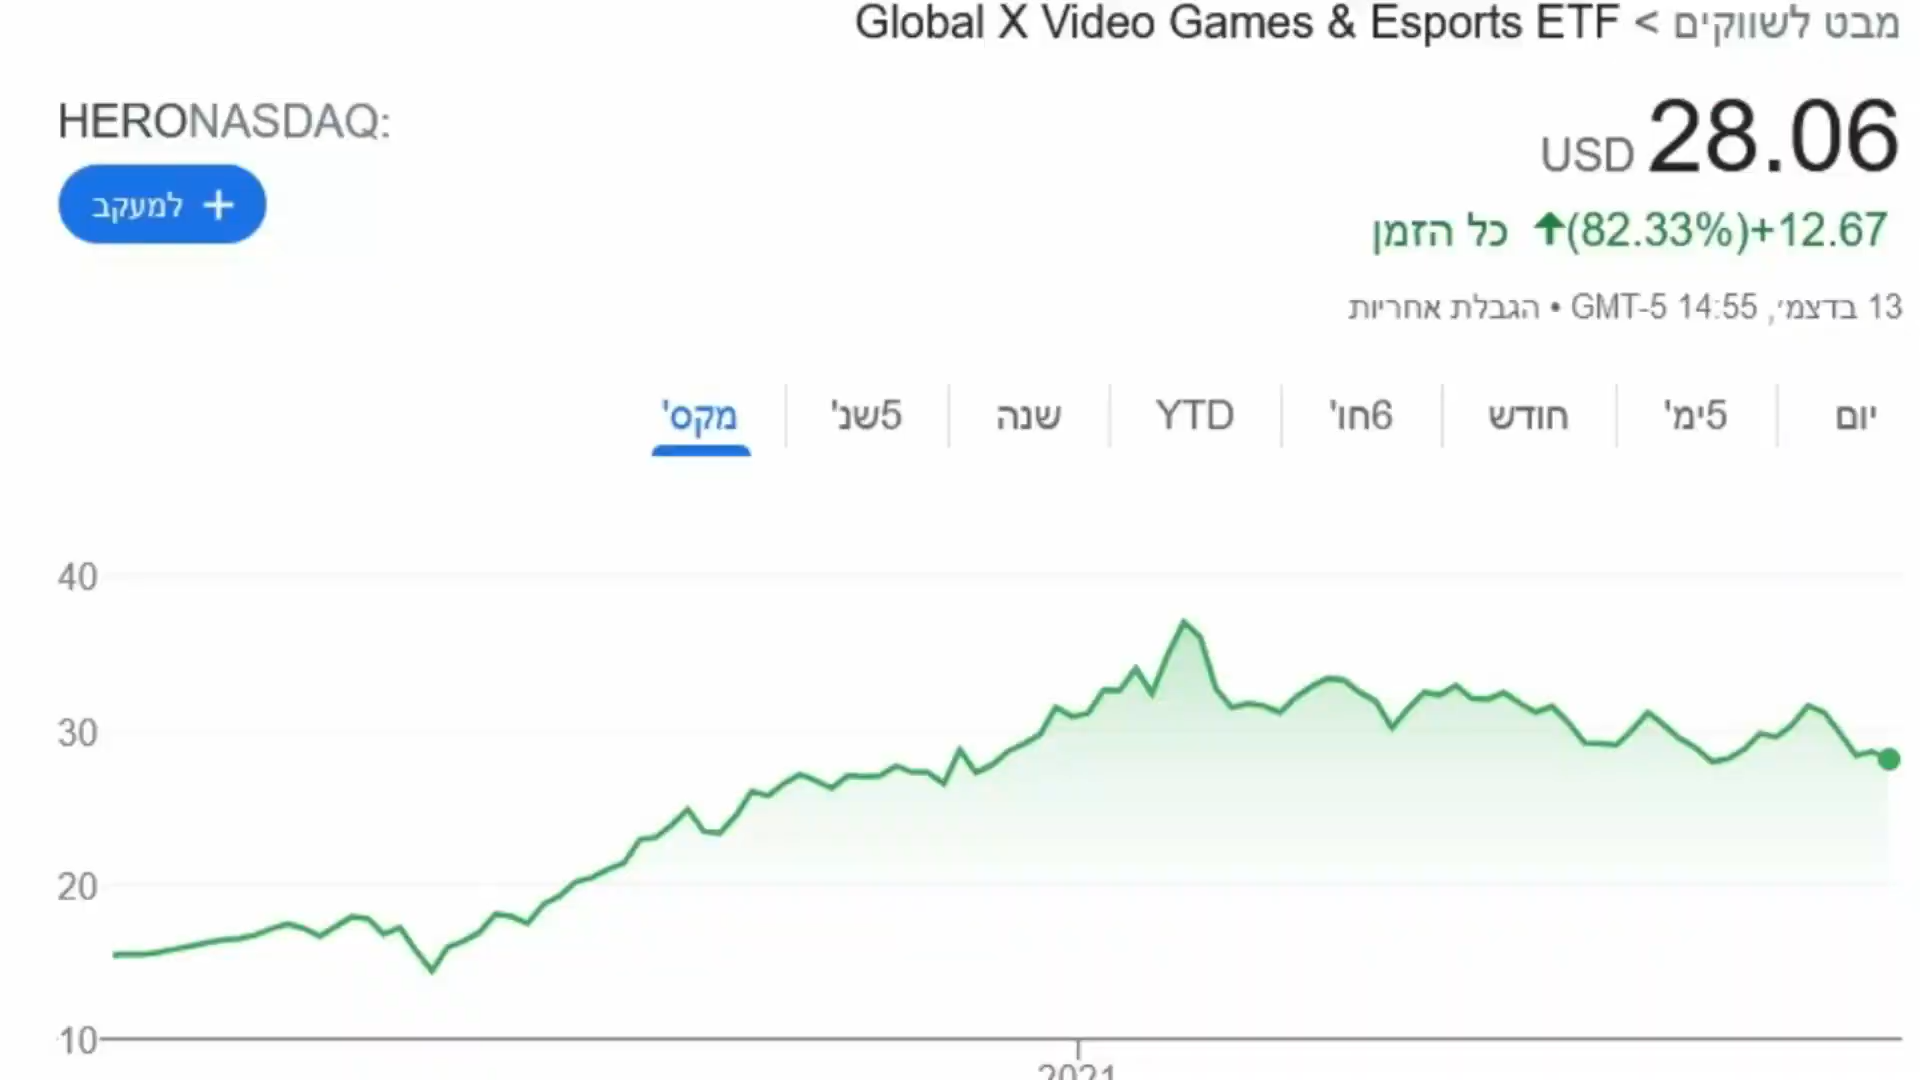 מבט לשווקים > Global X Video Games & Esports ETF
HERONASDAQ:
28.06 USD
+ למעקב
+12.67(82.33%)↑ כל הזמן
13 בדצמ׳, 14:55 GMT-5 • הגבלת אחריות
יום
5ימ'
חודש
6חו'
YTD
שנה
5שנ'
מקס'
40
30
20
10
2021